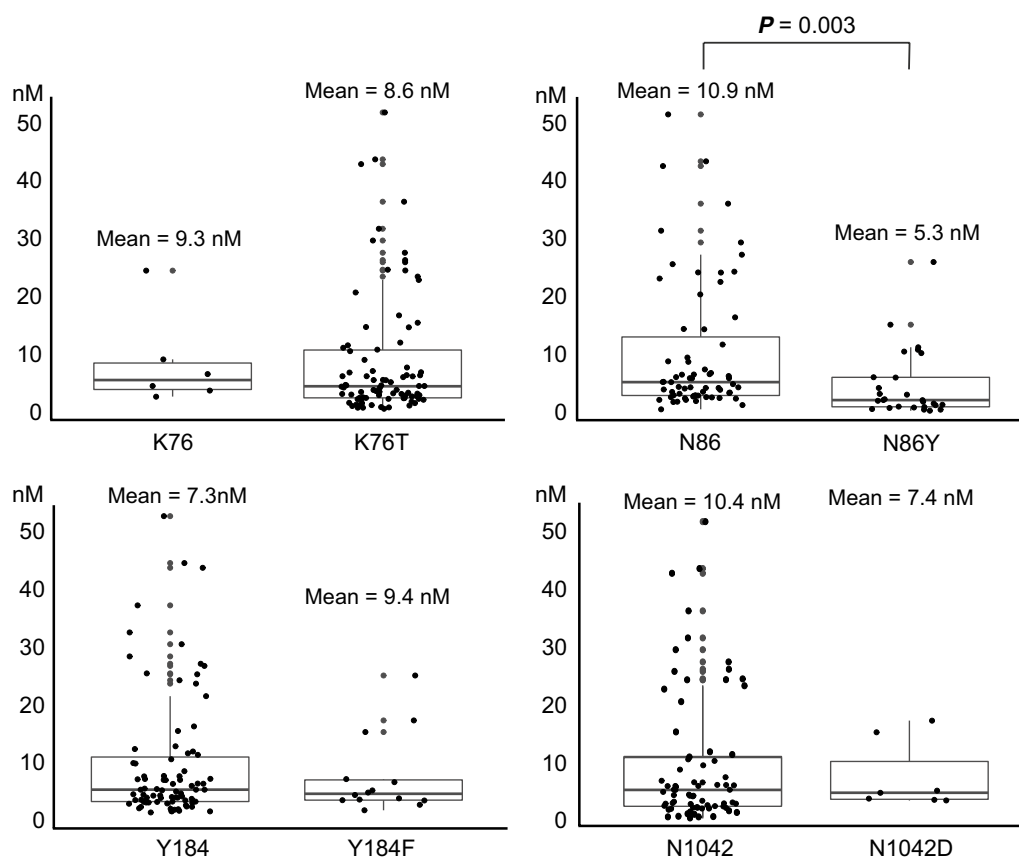 P = 0.003
nM
Mean = 8.6 nM
50
40
30
Mean = 9.3 nM
20
10
0
K76
K76T
nM
Mean = 10.9 nM
50
40
30
Mean = 5.3 nM
20
10
0
N86
N86Y
nM
Mean = 7.3nM
50
40
Mean = 9.4 nM
30
20
10
0
Y184
Y184F
nM
Mean = 10.4 nM
Mean = 7.4 nM
50
40
30
20
10
0
N1042
N1042D